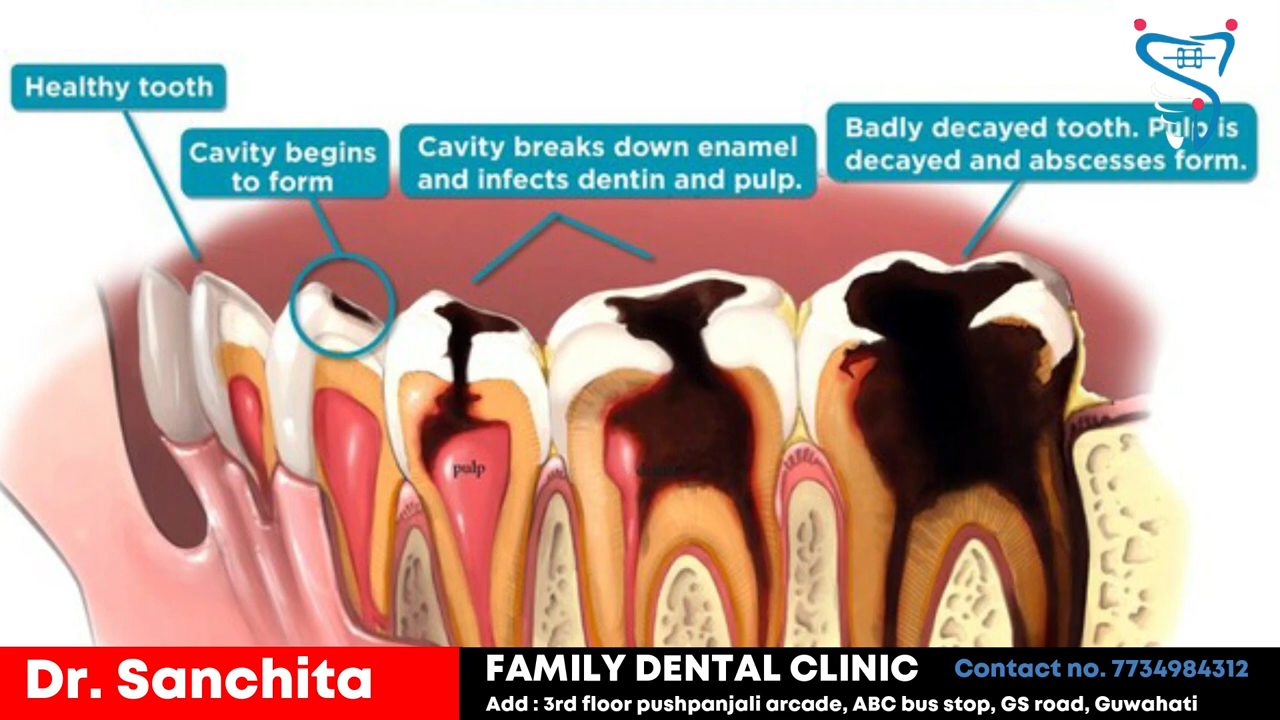 Healthy tooth
Cavity begins
to form
Cavity breaks down enamel
and infects dentin and pulp.
Badly decayed tooth. Pulp is
decayed and abscesses form.
pulp
Dr. Sanchita
FAMILY DENTAL CLINIC
Contact no. 7734984312
Add : 3rd floor pushpanjali arcade, ABC bus stop, GS road, Guwahati